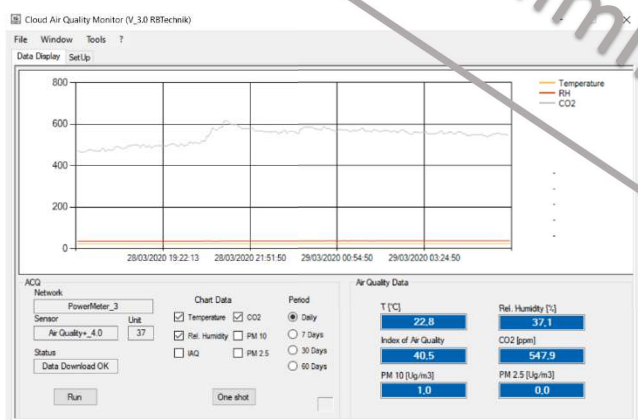 Cloud Air Quality Monitor (V_3.0 RBTechnik)
File Window Tools ?
Data Display SetUp
800
600
400
200
0
28/03/2020 19:22:13 28/03/2020 21:51:50 29/03/2020 00:54:50 29/03/2020 03:24:50
Temperature
RH
CO2
ACQ
Network
PowerMeter_3
Sensor Unit
Air Quality+_4.0 37
Status
Data Download OK
Run
Chart Data
Temperature CO2
Rel. Humidity PM 10
IAQ PM 2.5
One shot
Period
Daily
7 Days
30 Days
60 Days
Air Quality Data
T [°C] Rel. Humidity [%]
22,8 37,1
Index of Air Quality CO2 [ppm]
40,5 547,9
PM 10 [Ug/m3] PM 2.5 [Ug/m3]
1,0 0,0